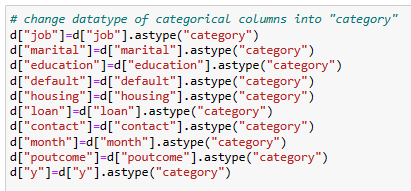 # change datatype of categorical columns into "category"
d["job"]=d["job"].astype("category")
d["marital"]=d["marital"].astype("category")
d["education"]=d["education"].astype("category")
d["default"]=d["default"].astype("category")
d["housing"]=d["housing"].astype("category")
d["loan"]=d["loan"].astype("category")
d["contact"]=d["contact"].astype("category")
d["month"]=d["month"].astype("category")
d["poutcome"]=d["poutcome"].astype("category")
d["y"]=d["y"].astype("category")